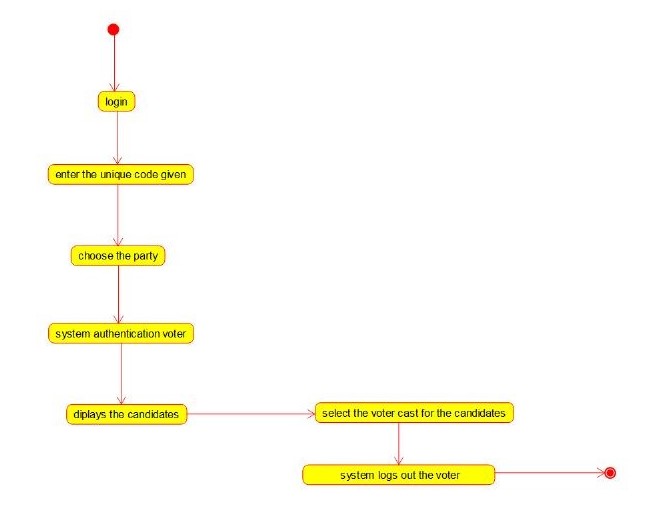 login
enter the unique code given
choose the party
system authentication voter
diplays the candidates
select the voter cast for the candidates
system logs out the voter